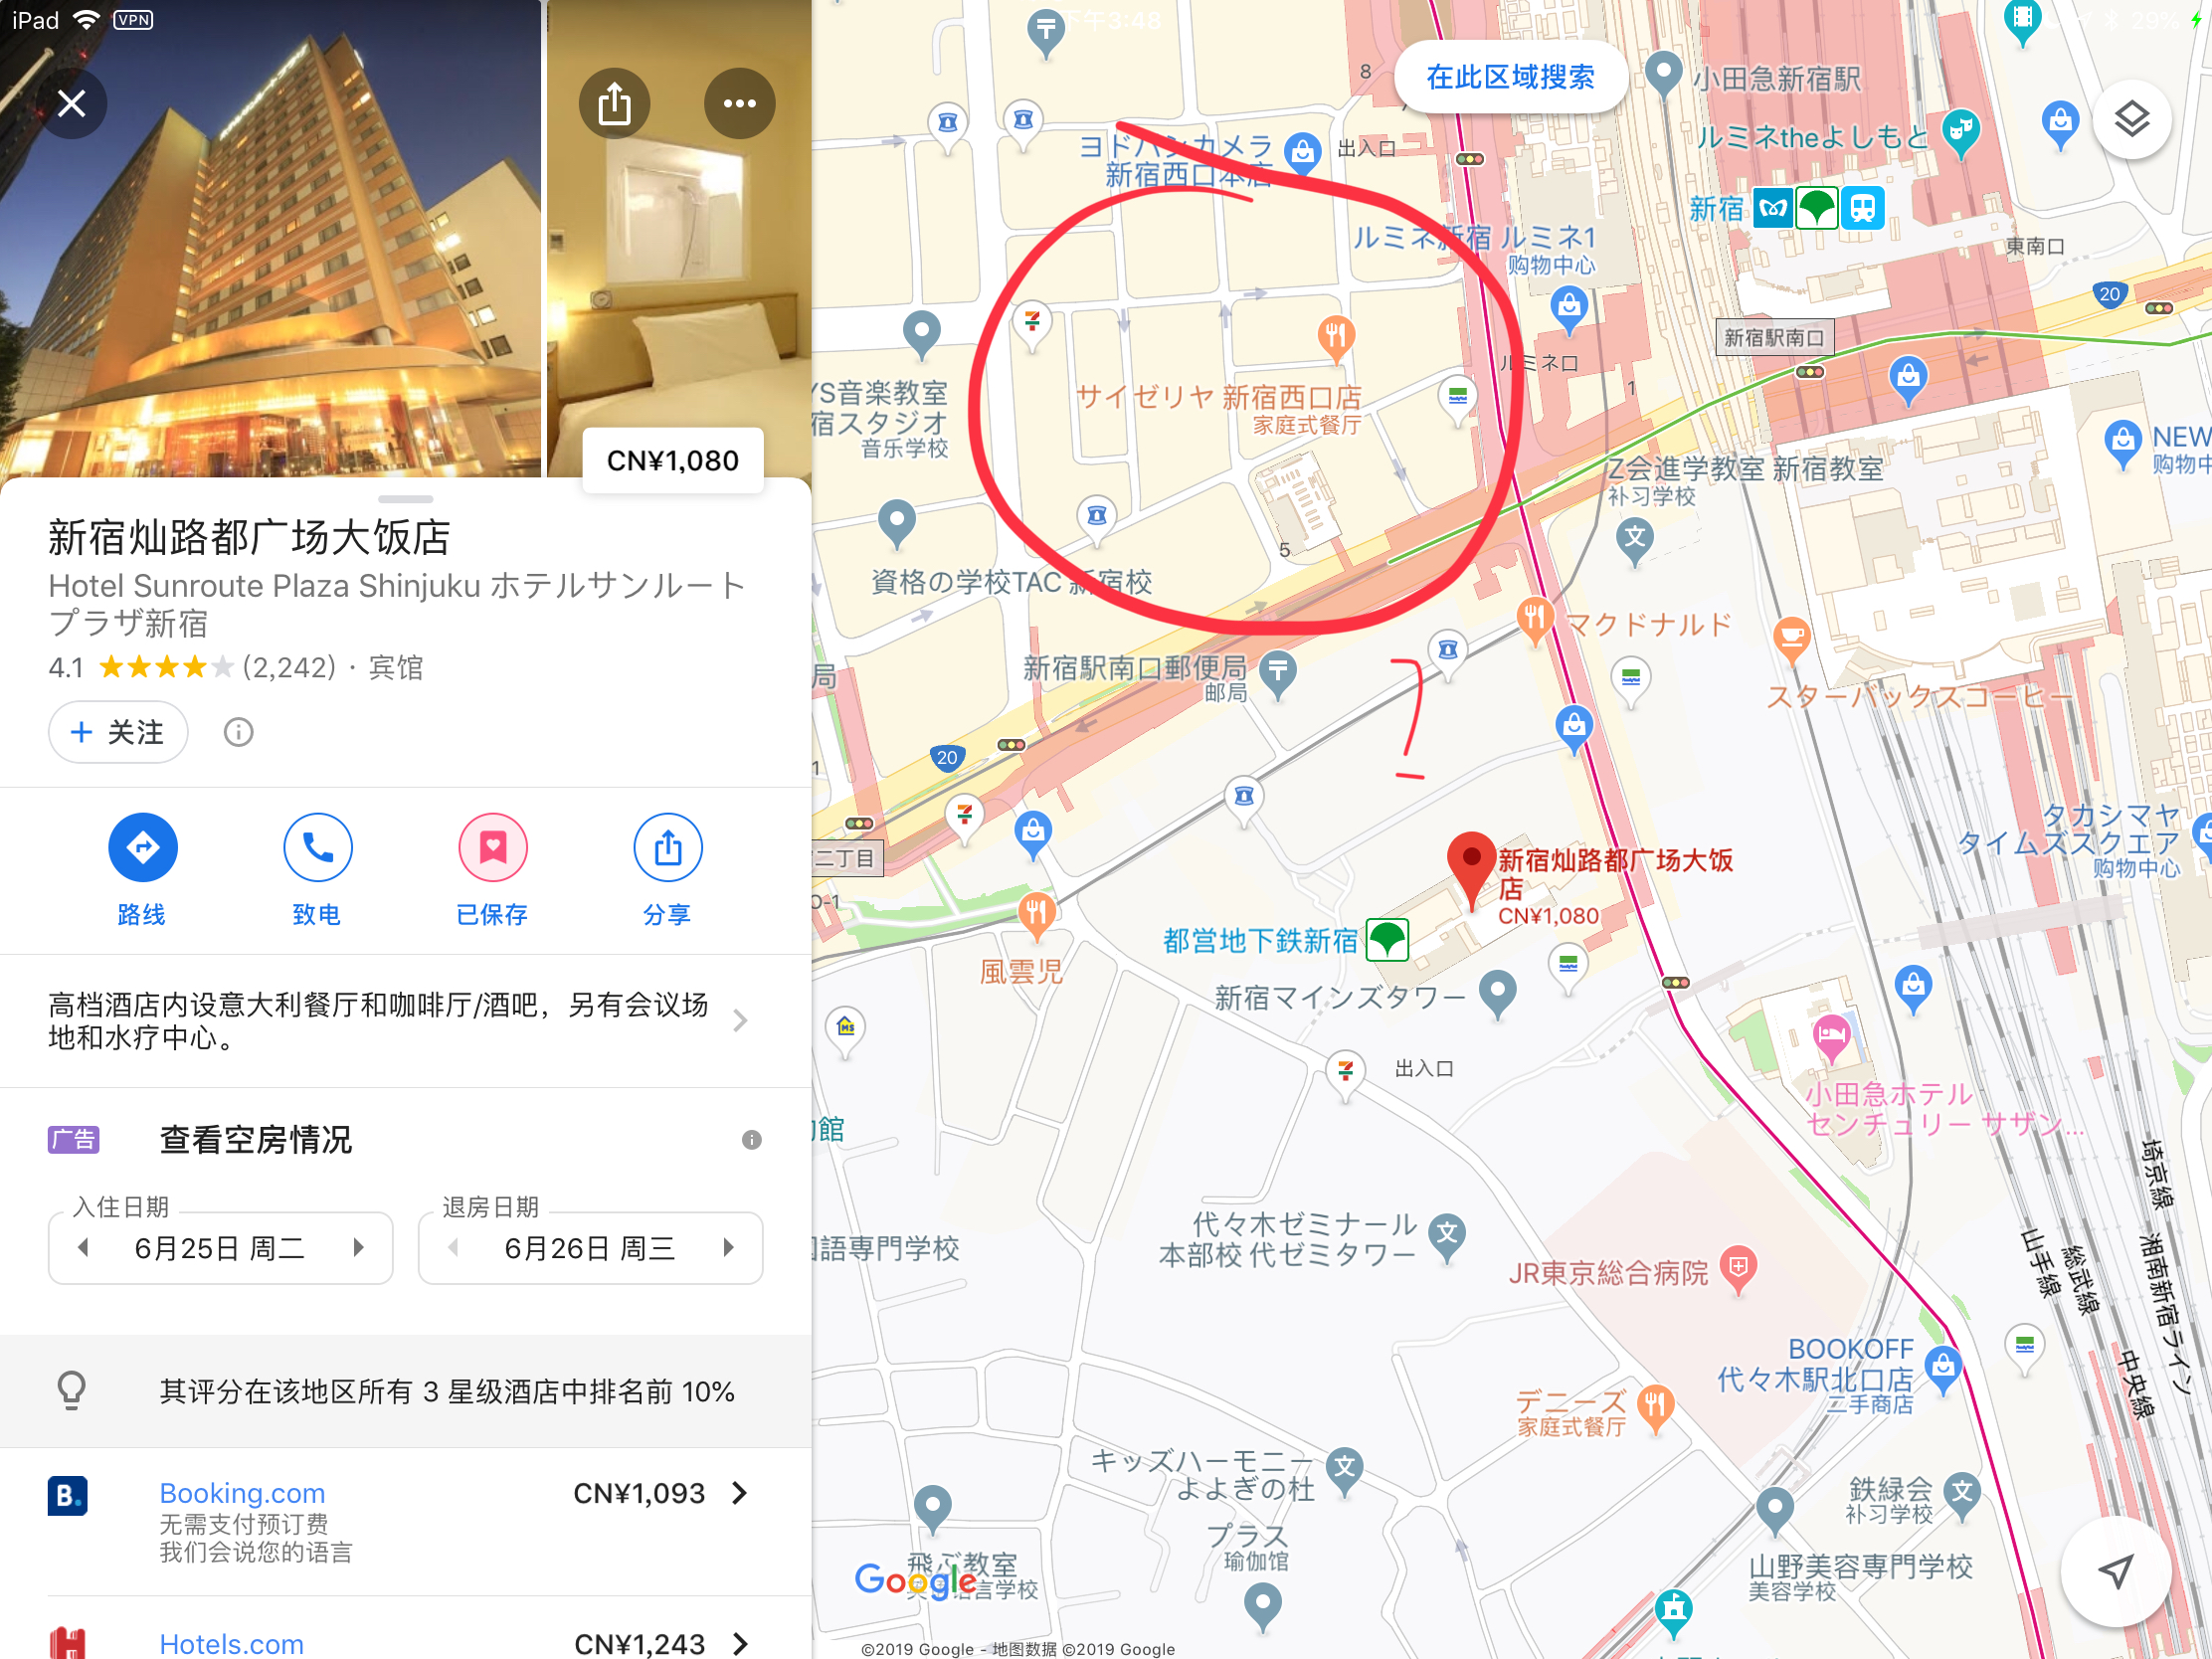 iPad VPN
下午3:48
29%
CN¥1,080
新宿灿路都广场大饭店
Hotel Sunroute Plaza Shinjuku ホテルサンルート
プラザ新宿
4.1 (2,242) · 宾馆
+ 关注
路线
致电
已保存
分享
高档酒店内设意大利餐厅和咖啡厅/酒吧，另有会议场
地和水疗中心。
广告 查看空房情况
入住日期
6月25日 周二
退房日期
6月26日 周三
其评分在该地区所有 3 星级酒店中排名前 10%
B.
Booking.com
CN¥1,093
无需支付预订费
我们会说您的语言
Hotels.com
CN¥1,243
在此区域搜索
8
小田急新宿駅
ルミネtheよしもと
ヨドバシカメラ
新宿西口本店
出入口
新宿
東南口
ルミネ新宿 ルミネ1
购物中心
20
新宿駅南口
ルミネ口
1
サイゼリヤ 新宿西口店
家庭式餐厅
YS音楽教室
宿スタジオ
音乐学校
NEW
购物中
Z会進学教室 新宿教室
补习学校
5
資格の学校TAC 新宿校
マクドナルド
新宿駅南口郵便局
邮局
局
スターバックスコーヒー
20
1
二丁目
タカシマヤ
タイムズスクエア
购物中心
新宿灿路都广场大饭
店
CN¥1,080
O-1
都営地下鉄新宿
風雲児
新宿マインズタワー
出入口
小田急ホテル
センチュリー サザン...
館
埼京線
代々木ゼミナール
本部校 代ゼミタワー
語専門学校
JR東京総合病院
山手線
総武線
湘南新宿ライン
中央線
BOOKOFF
代々木駅北口店
二手商店
デニーズ
家庭式餐厅
キッズハーモニー
よよぎの杜
鉄緑会
补习学校
プラス
瑜伽馆
飛ぶ教室
言学校
Google
山野美容専門学校
美容学校
©2019 Google - 地图数据 ©2019 Google